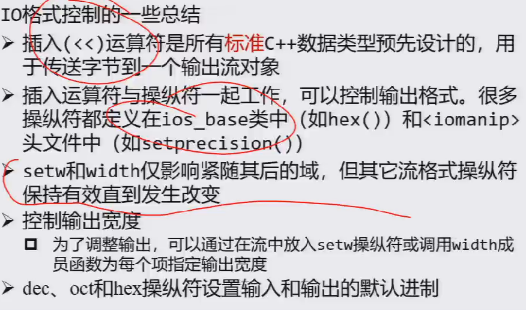 IO格式控制的一些总结
➢ 插入(<<)运算符是所有标准C++数据类型预先设计的，用
于传送字节到一个输出流对象
➢ 插入运算符与操纵符一起工作，可以控制输出格式。很多
操纵符都定义在ios_base类中（如hex()）和<iomanip>
头文件中（如setprecision()）
➢ setw和width仅影响紧随其后的域，但其它流格式操纵符
保持有效直到发生改变
➢ 控制输出宽度
❑ 为了调整输出，可以通过在流中放入setw操纵符或调用width成
员函数为每个项指定输出宽度
➢ dec、oct和hex操纵符设置输入和输出的默认进制